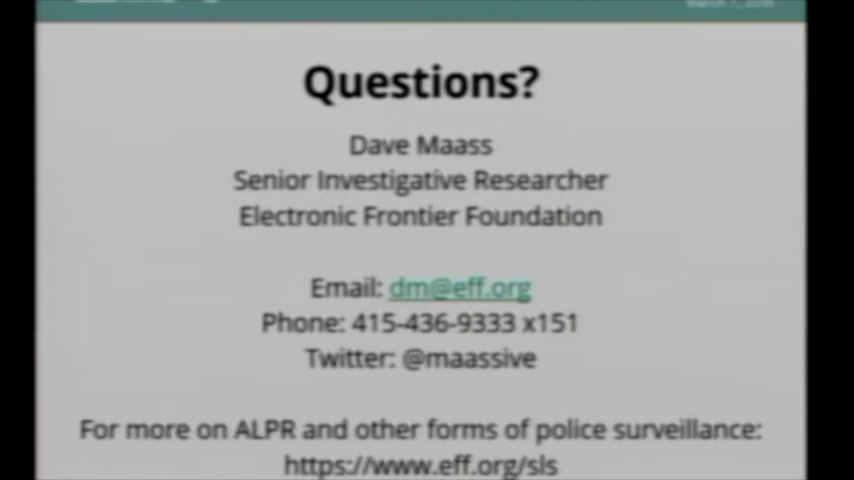 Questions?
Dave Maass
Senior Investigative Researcher
Electronic Frontier Foundation
Email: dm@eff.org
Phone: 415-436-9333 x151
Twitter: @maassive
For more on ALPR and other forms of police surveillance:
https://www.eff.org/sls